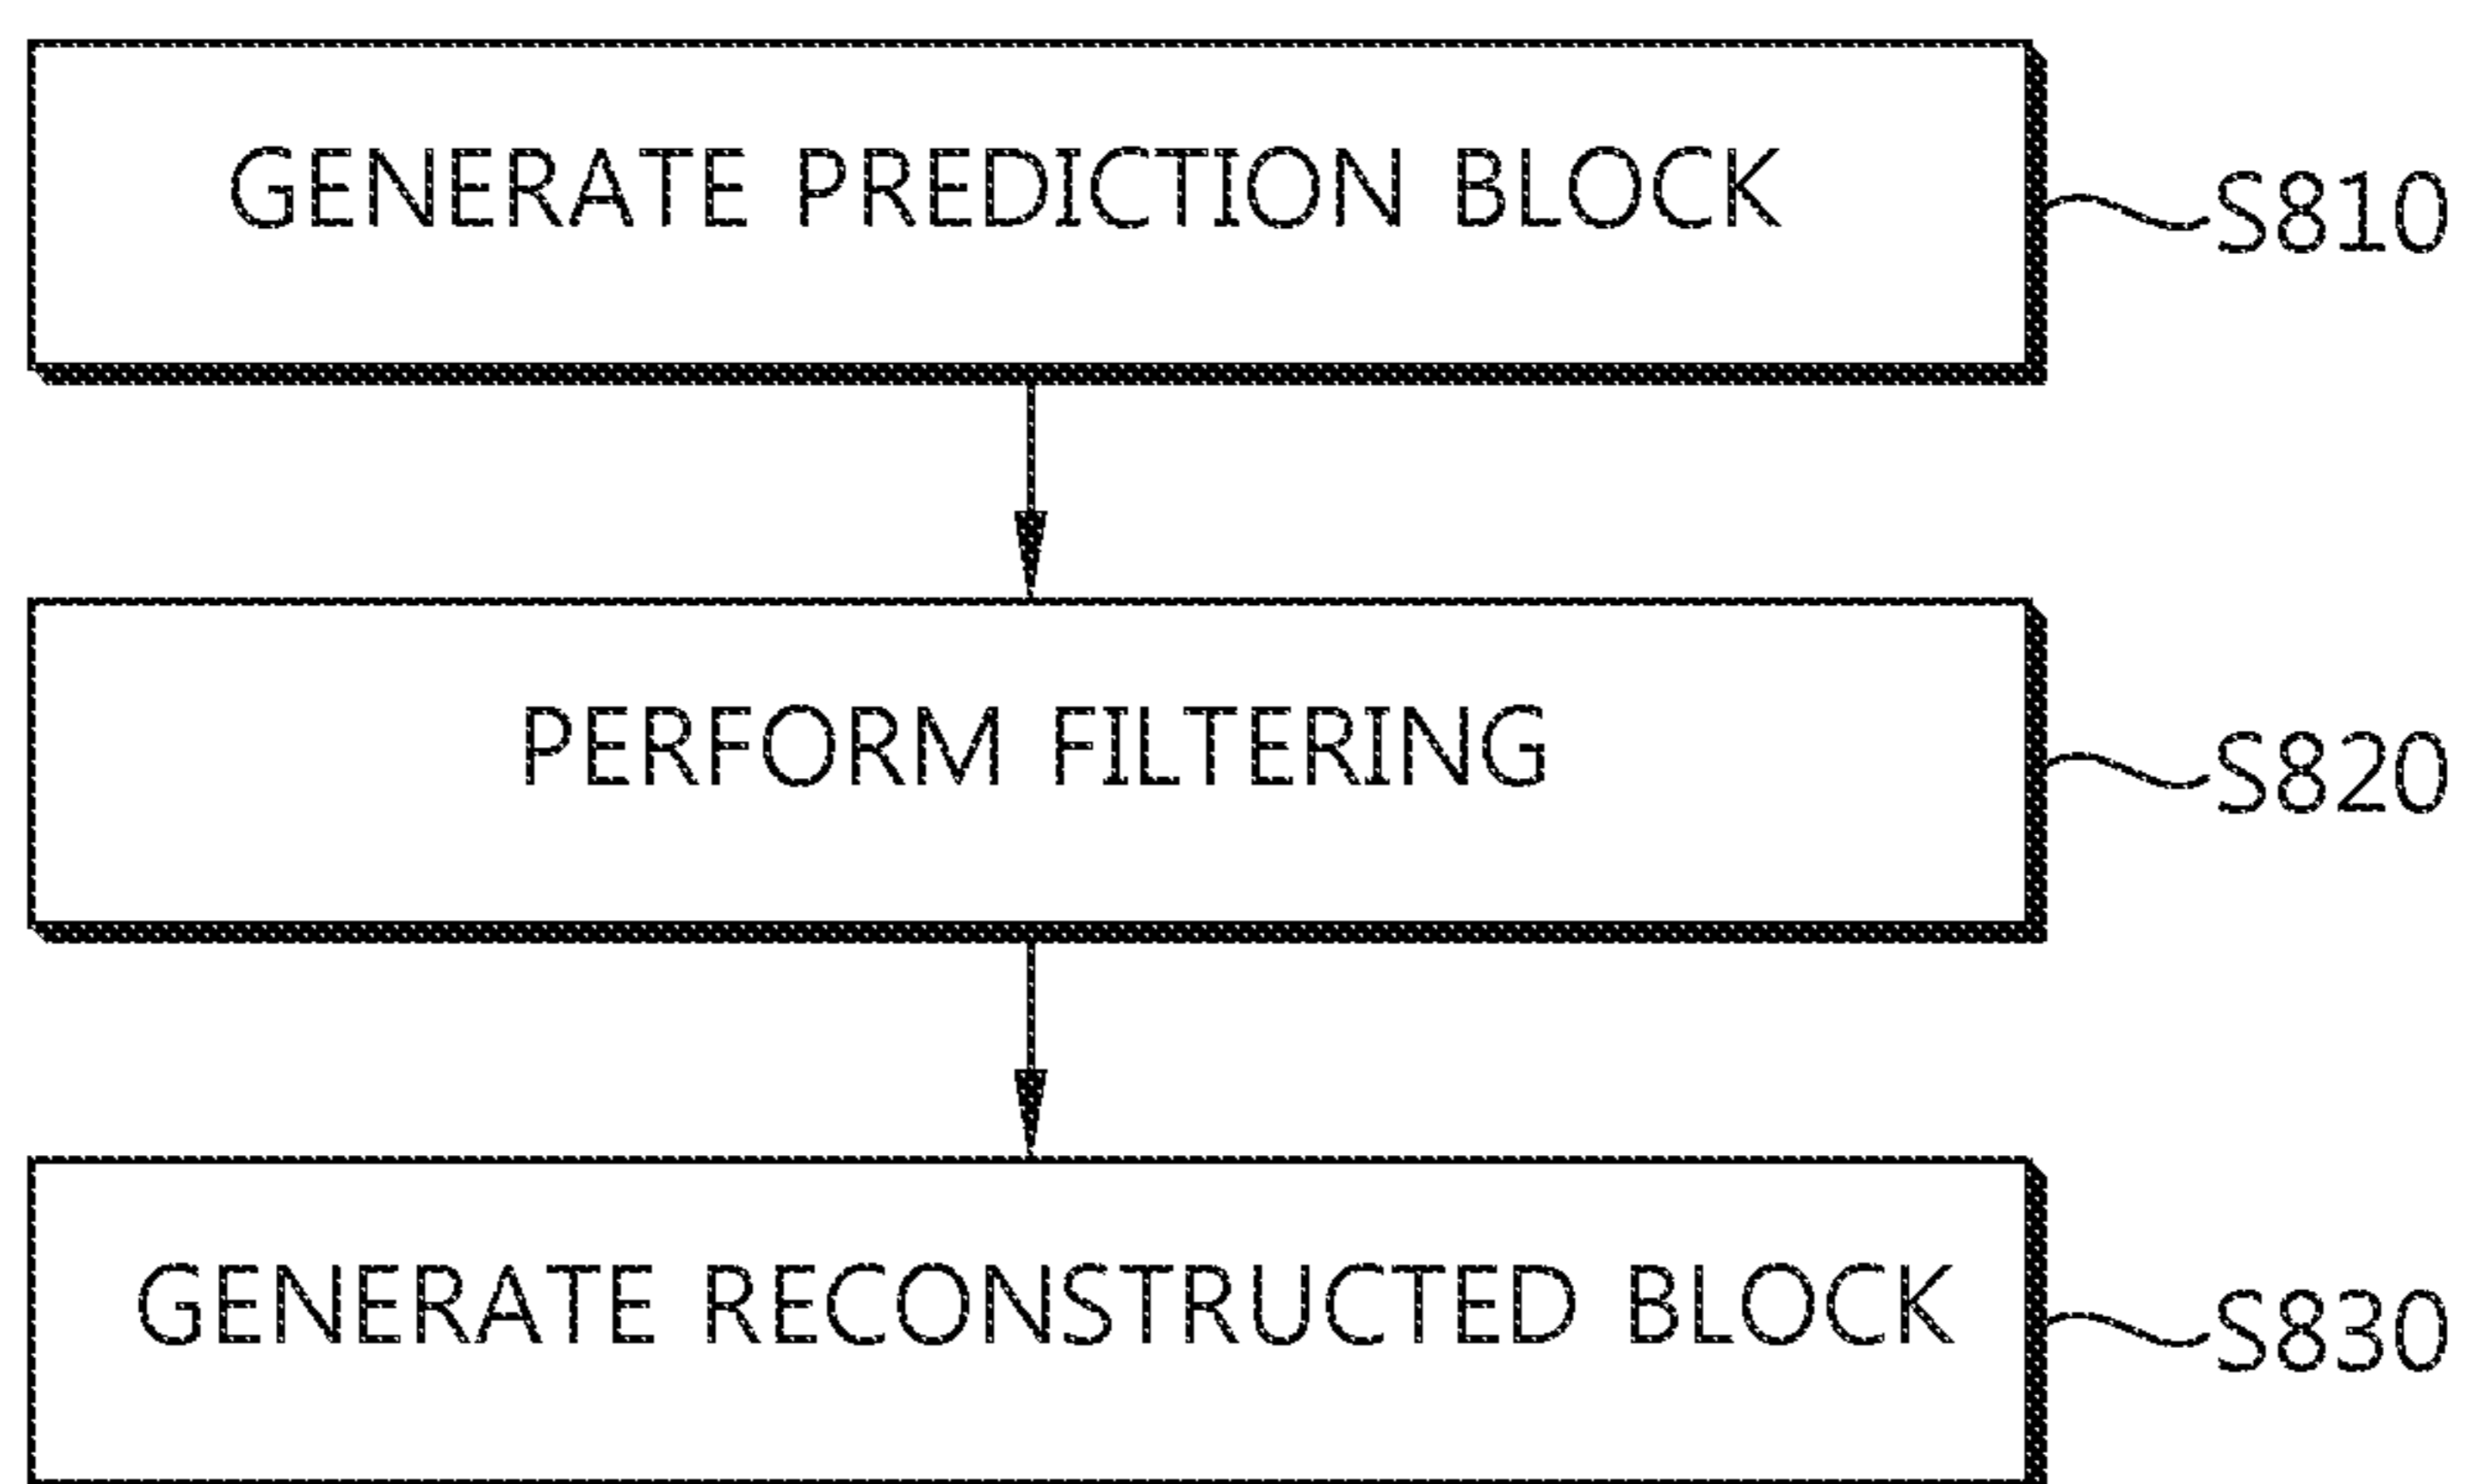 GENERATE PREDICTION BLOCK
S810
PERFORM FILTERING
S820
GENERATE RECONSTRUCTED BLOCK
S830